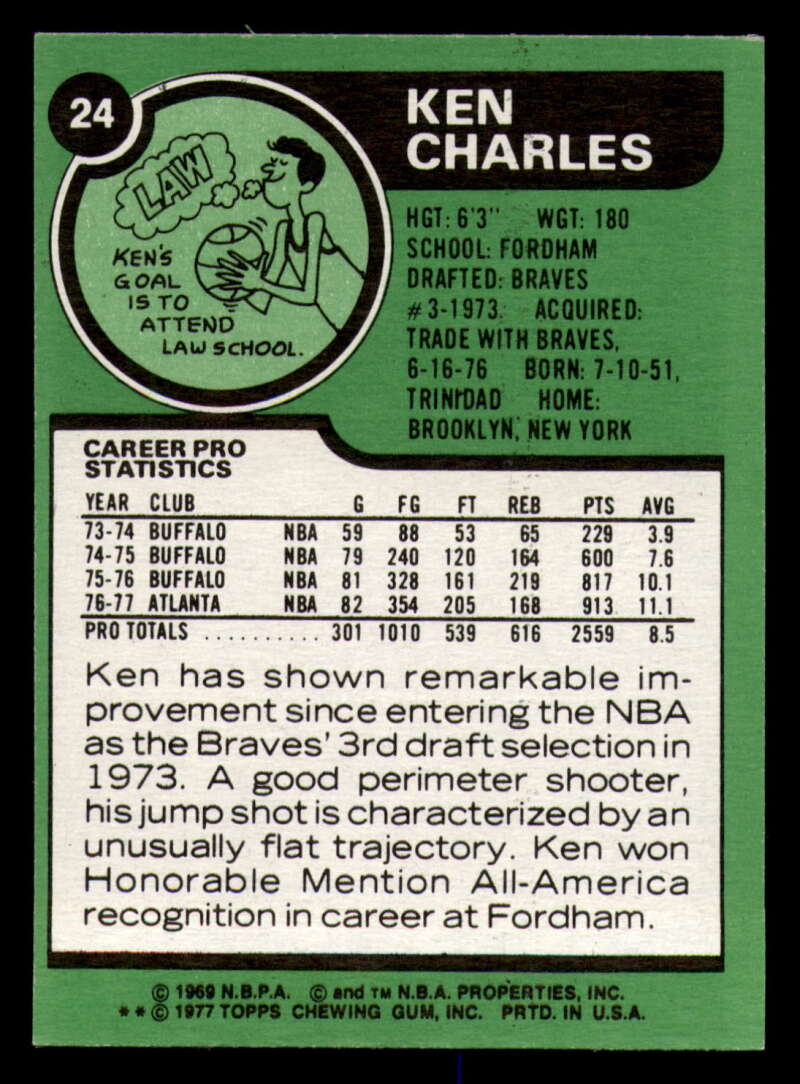 24
KEN
CHARLES
LAW
KEN'S
GOAL
IS TO
ATTEND
LAW SCHOOL.
HGT: 6'3" WGT: 180
SCHOOL: FORDHAM
DRAFTED: BRAVES
#3-1973. ACQUIRED:
TRADE WITH BRAVES,
6-16-76 BORN: 7-10-51,
TRINIDAD HOME:
BROOKLYN, NEW YORK
CAREER PRO
STATISTICS
YEAR CLUB G FG FT REB PTS AVG
73-74 BUFFALO NBA 59 88 53 65 229 3.9
74-75 BUFFALO NBA 79 240 120 164 600 7.6
75-76 BUFFALO NBA 81 328 161 219 817 10.1
76-77 ATLANTA NBA 82 354 205 168 913 11.1
PRO TOTALS .......... 301 1010 539 616 2559 8.5
Ken has shown remarkable im-
provement since entering the NBA
as the Braves' 3rd draft selection in
1973. A good perimeter shooter,
his jump shot is characterized by an
unusually flat trajectory. Ken won
Honorable Mention All-America
recognition in career at Fordham.
© 1969 N.B.P.A. © and TM N.B.A. PROPERTIES, INC.
**© 1977 TOPPS CHEWING GUM, INC. PRTD. IN U.S.A.